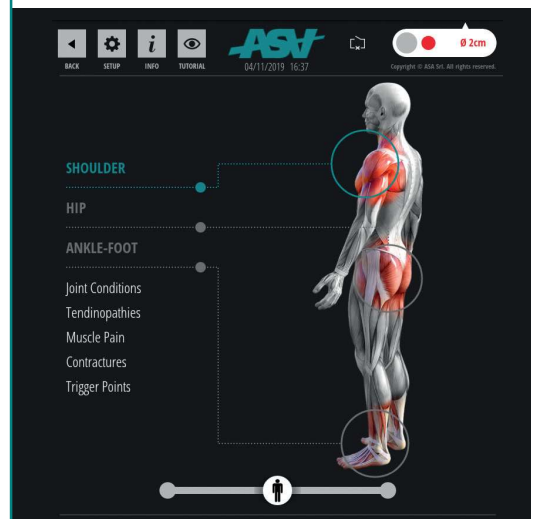 BACK SETUP INFO TUTORIAL
ASA
04/11/2019 16:37
Ø 2cm
Copyright © ASA Srl. All rights reserved.
SHOULDER
HIP
ANKLE-FOOT
Joint Conditions
Tendinopathies
Muscle Pain
Contractures
Trigger Points